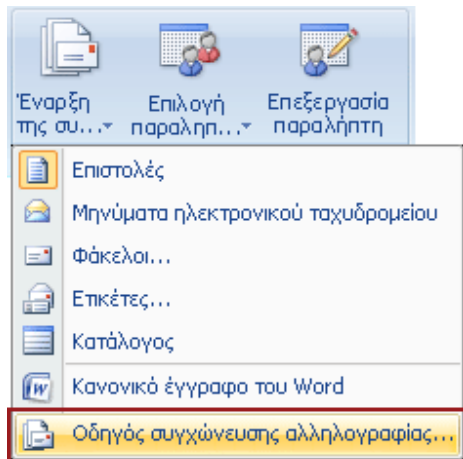 Έναρξη
της συ...
Επιλογή
παραληπ...
Επεξεργασία
παραλήπτη
Επιστολές
Μηνύματα ηλεκτρονικού ταχυδρομείου
Φάκελοι...
Ετικέτες...
Κατάλογος
Κανονικό έγγραφο του Word
Οδηγός συγχώνευσης αλληλογραφίας...